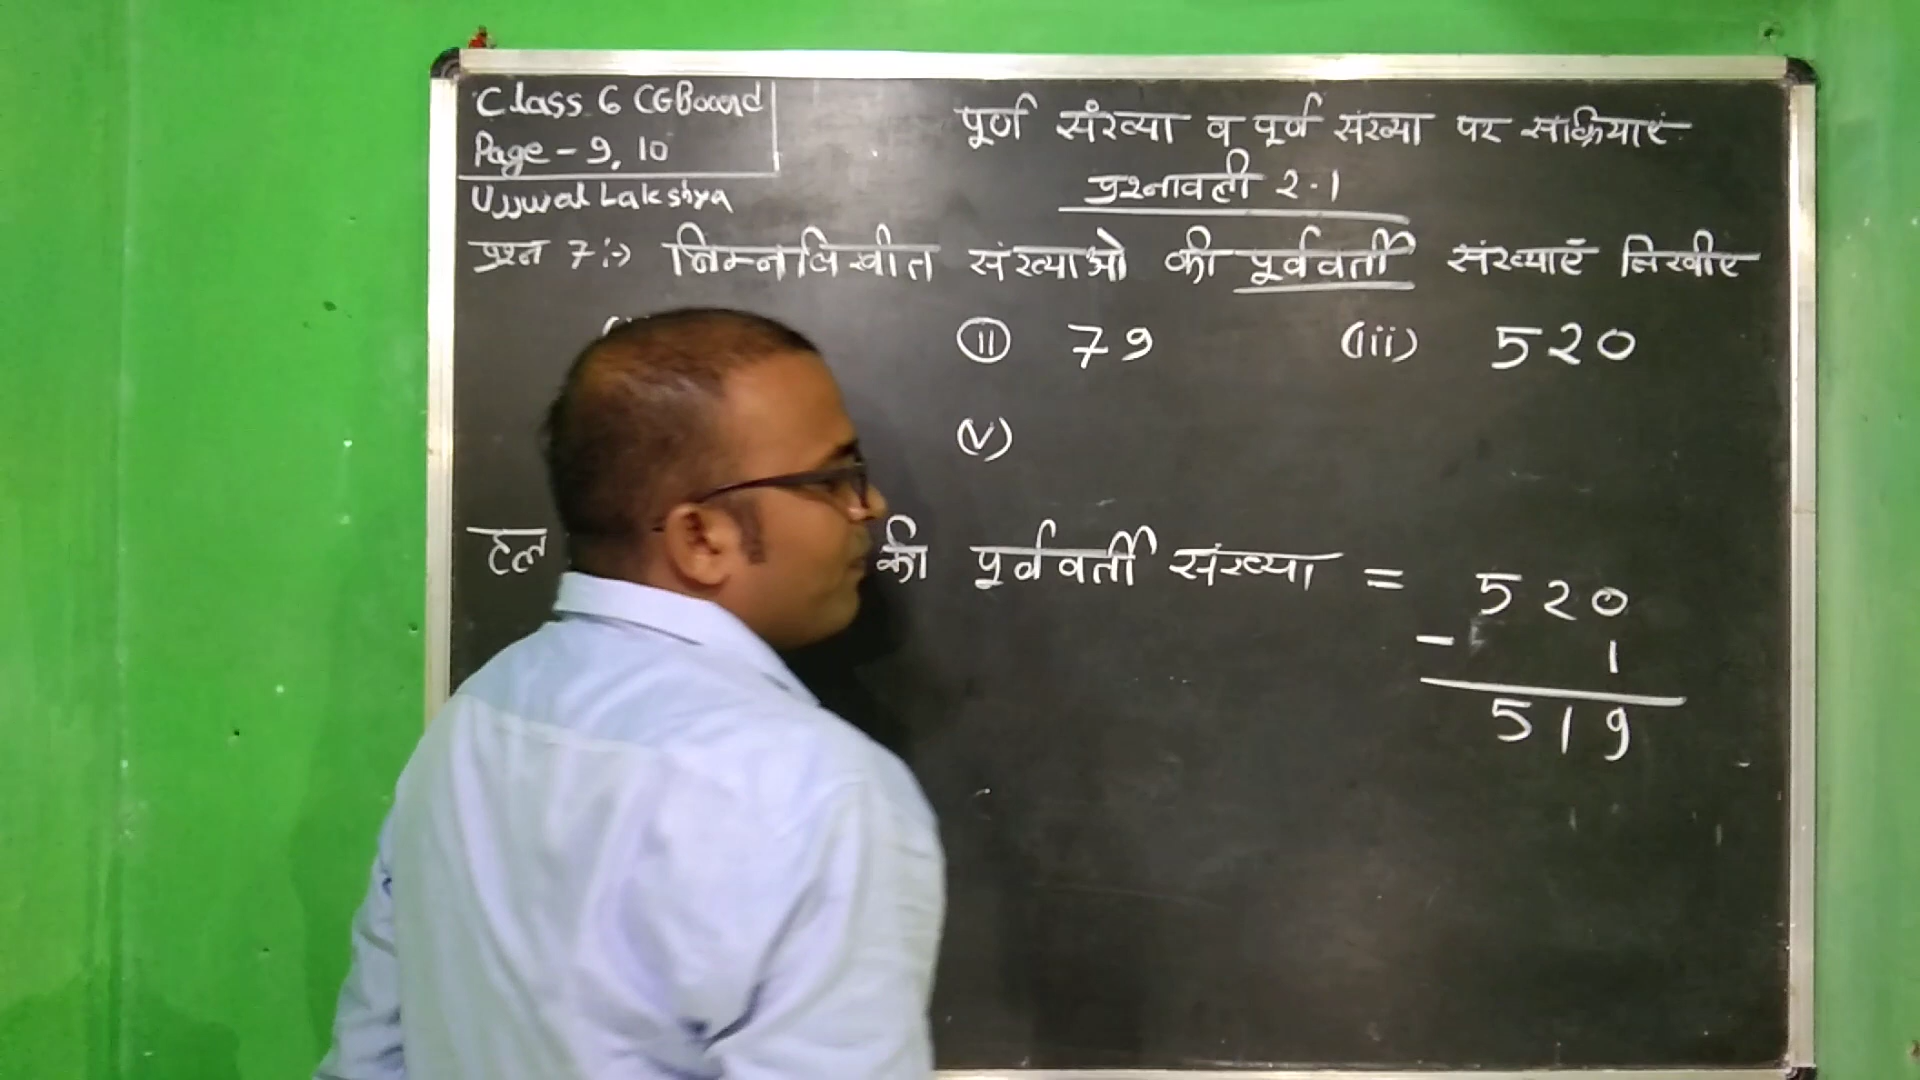 Class 6 CGBoard
Page - 9, 10
Ujjwal Lakshya
पूर्ण संख्या व पूर्ण संख्या पर संक्रियाएं
प्रश्नावली 2.1
प्रश्न 7:-> निम्नलिखीत संख्याओ की पूर्ववर्ती संख्याएँ लिखीए
(ii) 79 (iii) 520
(v)
हल की पूर्ववर्ती संख्या = 520
- 1
519